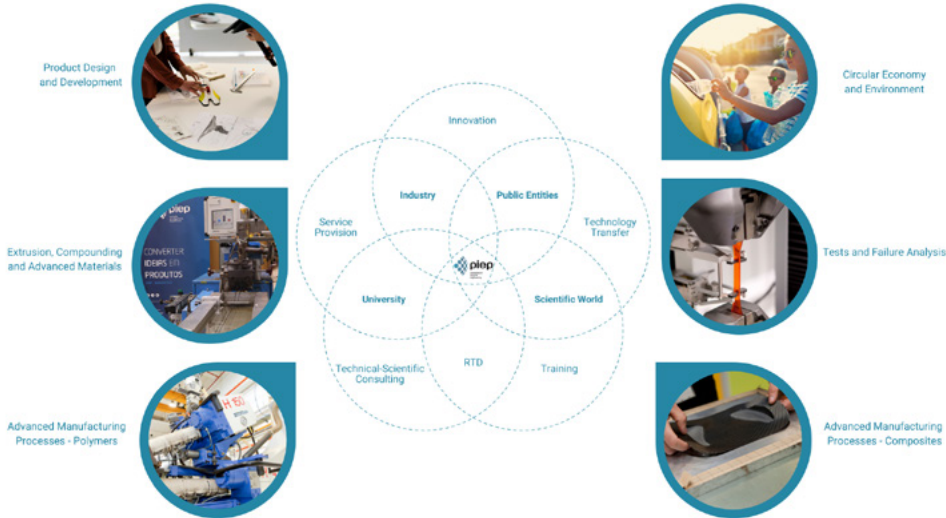 Product Design
and Development
Extrusion, Compounding
and Advanced Materials
Advanced Manufacturing
Processes - Polymers
piep
CONVERTER
IDEIAS EM
PRODUTOS
H 160
Innovation
Industry
Public Entities
Service
Provision
Technology
Transfer
piep
University
Scientific World
Technical-Scientific
Consulting
RTD
Training
Circular Economy
and Environment
Tests and Failure Analysis
Advanced Manufacturing
Processes - Composites